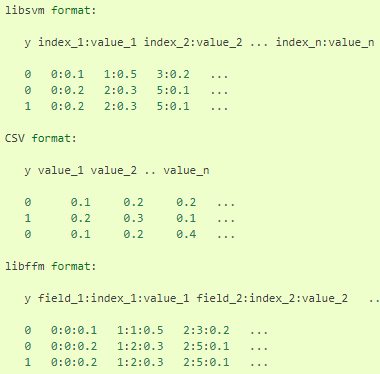 libsvm format:
y index_1:value_1 index_2:value_2 ... index_n:value_n
0 0:0.1 1:0.5 3:0.2 ...
0 0:0.2 2:0.3 5:0.1 ...
1 0:0.2 2:0.3 5:0.1 ...
CSV format:
y value_1 value_2 .. value_n
0 0.1 0.2 0.2 ...
1 0.2 0.3 0.1 ...
0 0.1 0.2 0.4 ...
libffm format:
y field_1:index_1:value_1 field_2:index_2:value_2 ..
0 0:0:0.1 1:1:0.5 2:3:0.2 ...
0 0:0:0.2 1:2:0.3 2:5:0.1 ...
1 0:0:0.2 1:2:0.3 2:5:0.1 ...